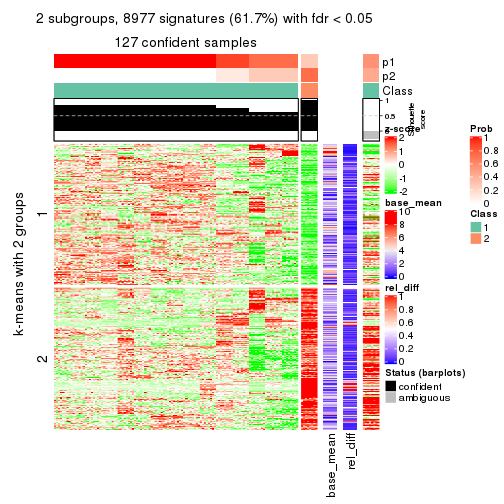 2 subgroups, 8977 signatures (61.7%) with fdr < 0.05
127 confident samples
p1
p2
Class
1
0.5
0
Silhouette
score
k-means with 2 groups
1
2
base_mean
rel_diff
z-score
2
1
0
-1
-2
base_mean
10
8
6
4
2
0
rel_diff
1
0.8
0.6
0.4
0.2
0
Status (barplots)
confident
ambiguous
Prob
1
0.8
0.6
0.4
0.2
0
Class
1
2